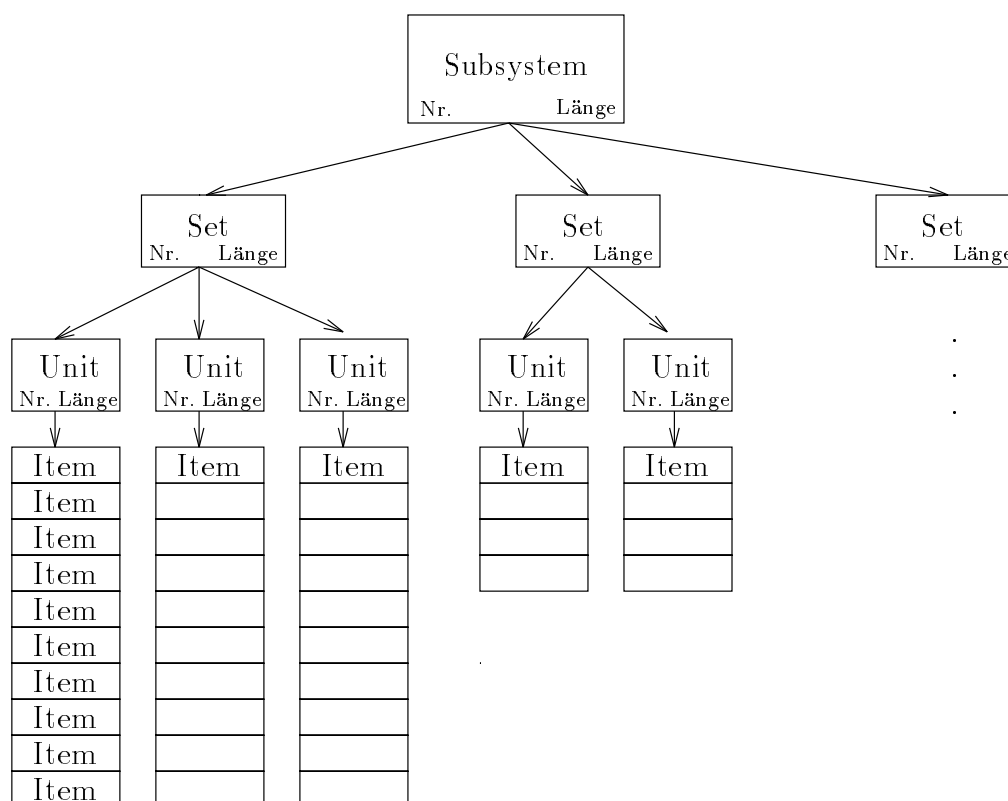 Subsystem
Nr. Länge
Set Set Set
Nr. Länge Nr. Länge Nr. Länge
Unit Unit Unit Unit Unit
Nr. Länge Nr. Länge Nr. Länge Nr. Länge Nr. Länge
Item Item Item Item Item
Item
Item
Item
Item
Item
Item
Item
Item
Item